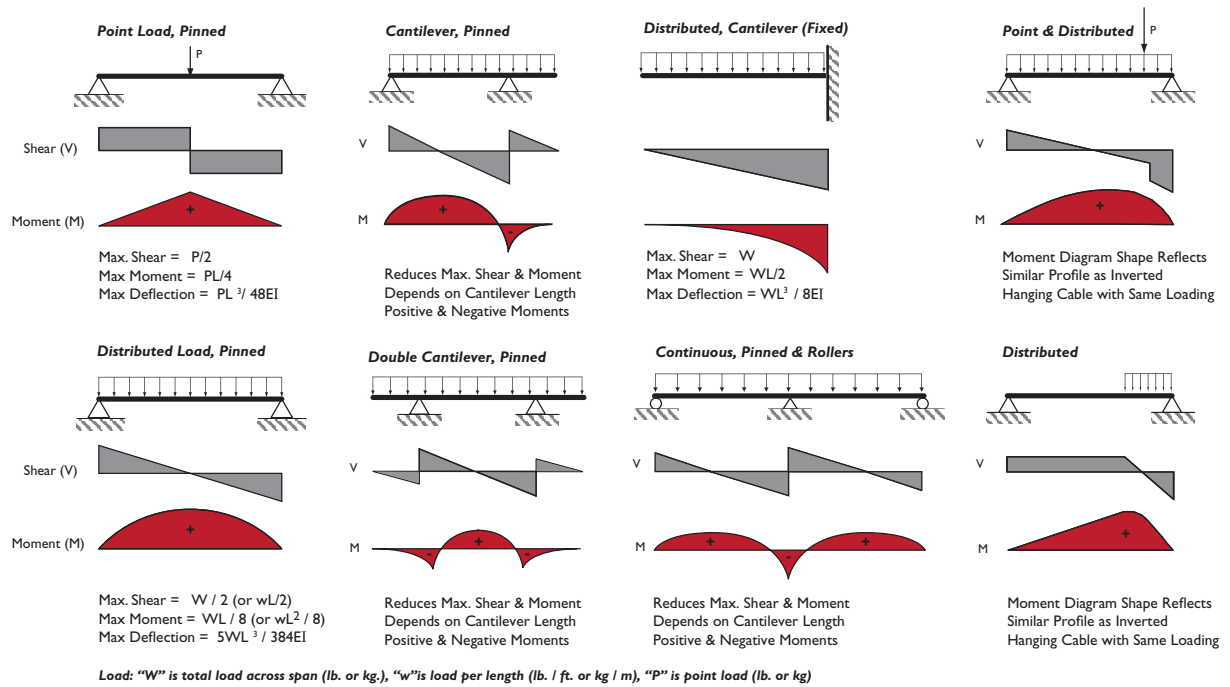 Point Load, Pinned
P
Shear (V)
Moment (M)
+
Max. Shear = P/2
Max Moment = PL/4
Max Deflection = PL ³/ 48EI
Cantilever, Pinned
V
M
+
-
Reduces Max. Shear & Moment
Depends on Cantilever Length
Positive & Negative Moments
Distributed, Cantilever (Fixed)
Max. Shear = W
Max Moment = WL/2
Max Deflection = WL³ / 8EI
Point & Distributed
P
V
M
+
Moment Diagram Shape Reflects
Similar Profile as Inverted
Hanging Cable with Same Loading
Distributed Load, Pinned
Shear (V)
Moment (M)
+
Max. Shear = W / 2 (or wL/2)
Max Moment = WL / 8 (or wL² / 8)
Max Deflection = 5WL ³ / 384EI
Double Cantilever, Pinned
V
M
- + -
Reduces Max. Shear & Moment
Depends on Cantilever Length
Positive & Negative Moments
Continuous, Pinned & Rollers
V
M
+ - +
Reduces Max. Shear & Moment
Depends on Cantilever Length
Positive & Negative Moments
Distributed
V
M
+
Moment Diagram Shape Reflects
Similar Profile as Inverted
Hanging Cable with Same Loading
Load: “W” is total load across span (lb. or kg.), “w”is load per length (lb. / ft. or kg / m), “P” is point load (lb. or kg)